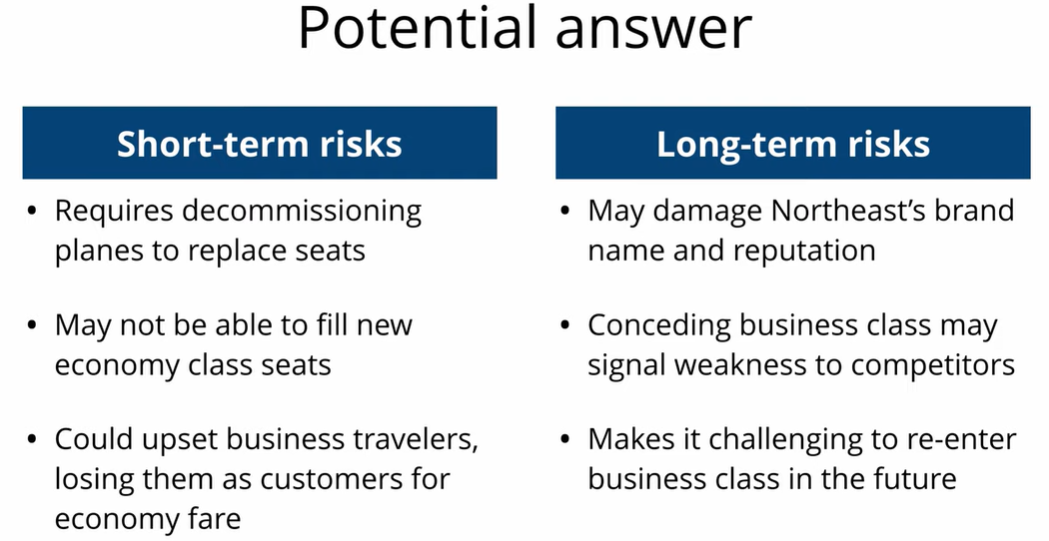 Potential answer
Short-term risks
• Requires decommissioning
planes to replace seats
• May not be able to fill new
economy class seats
• Could upset business travelers,
losing them as customers for
economy fare
Long-term risks
• May damage Northeast’s brand
name and reputation
• Conceding business class may
signal weakness to competitors
• Makes it challenging to re-enter
business class in the future